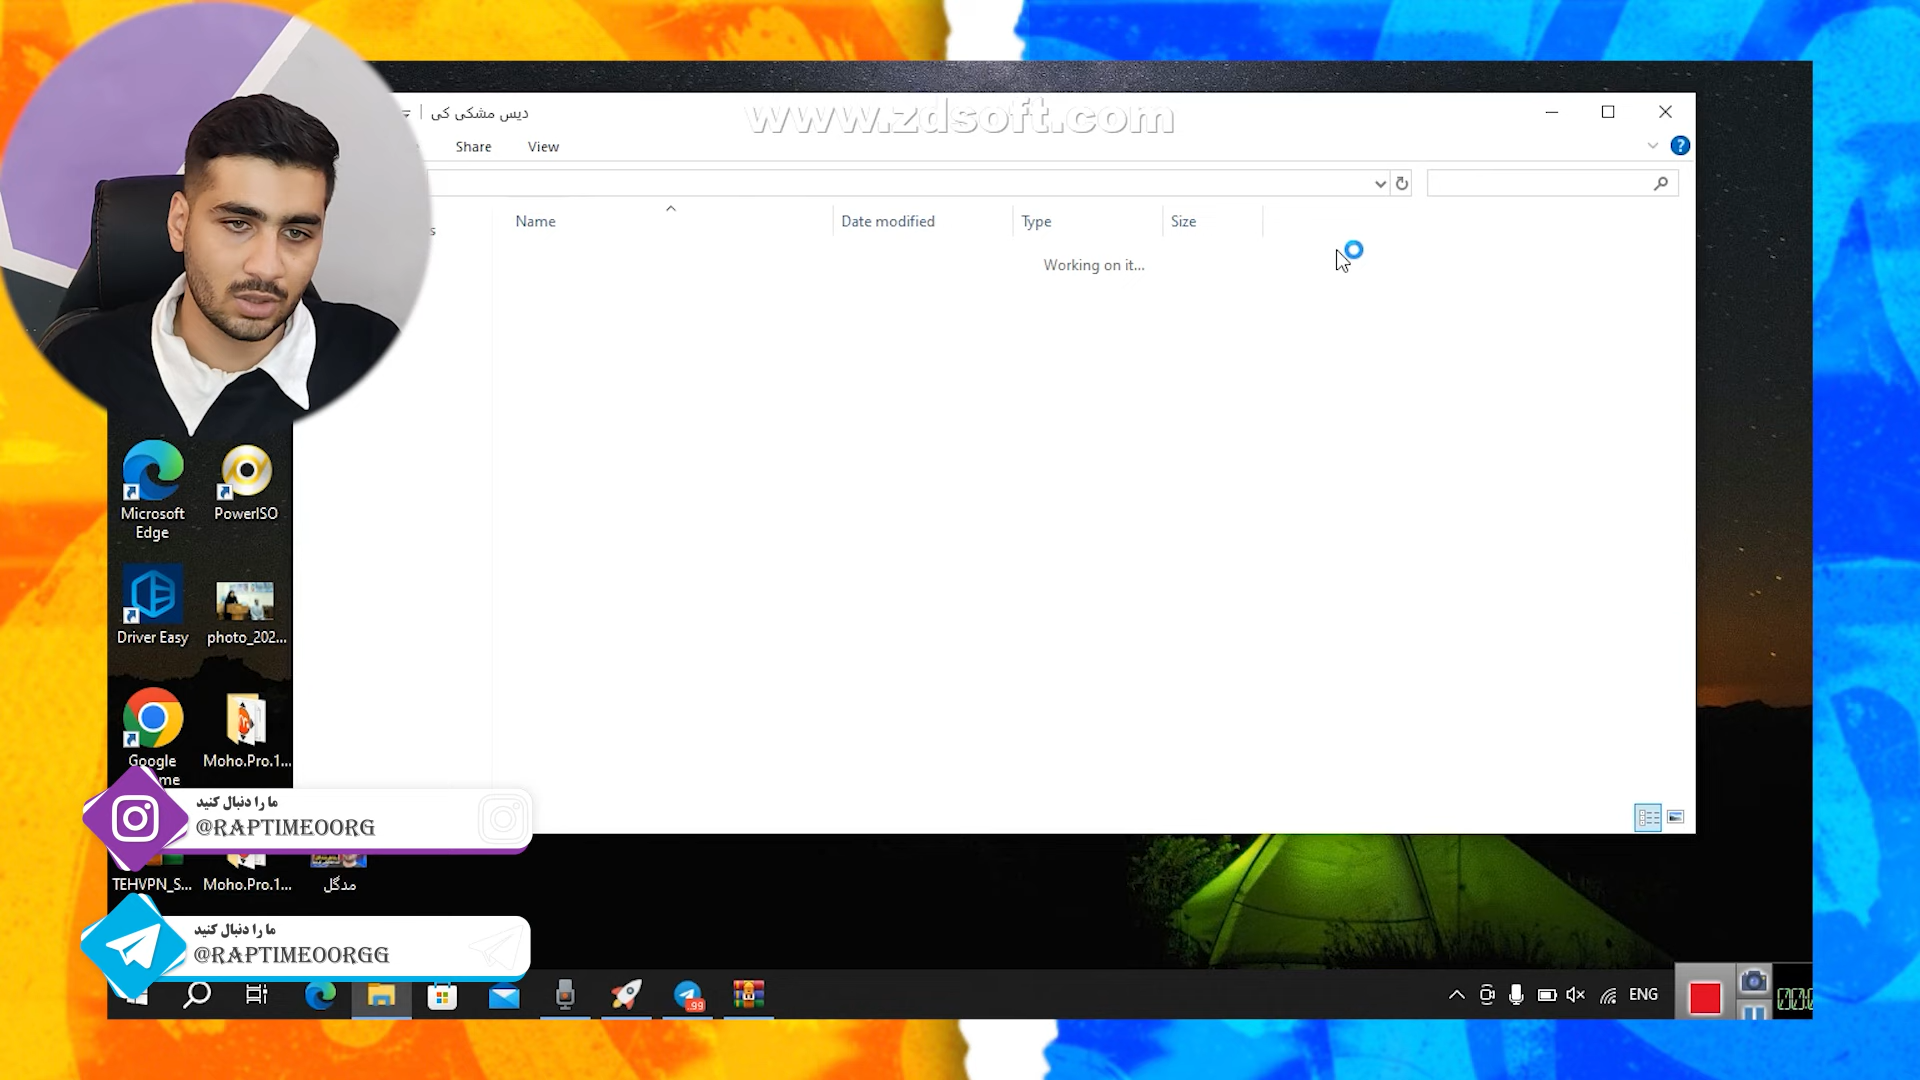 دیس مشکی کی
www.zdsoft.com
Share
View
s
Name
Date modified
Type
Size
Working on it...
Microsoft
Edge
PowerISO
Driver Easy
photo_202...
Google
me
Moho.Pro.1...
ما را دنبال کنید
@RAPTIMEOORG
TEHVPN_S...
Moho.Pro.1...
مدگل
ما را دنبال کنید
@RAPTIMEOORGG
99
ENG